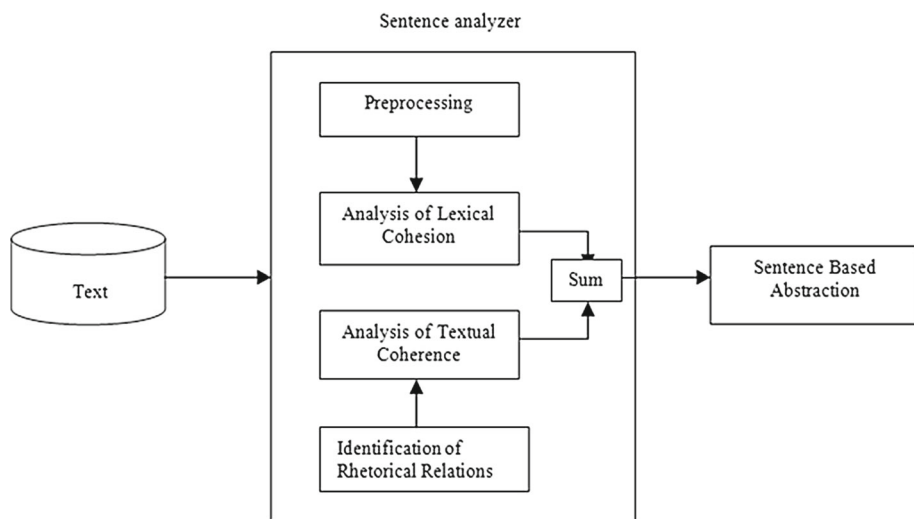 Sentence analyzer
Preprocessing
Analysis of Lexical
Cohesion
Text
Sum
Sentence Based
Abstraction
Analysis of Textual
Coherence
Identification of
Rhetorical Relations